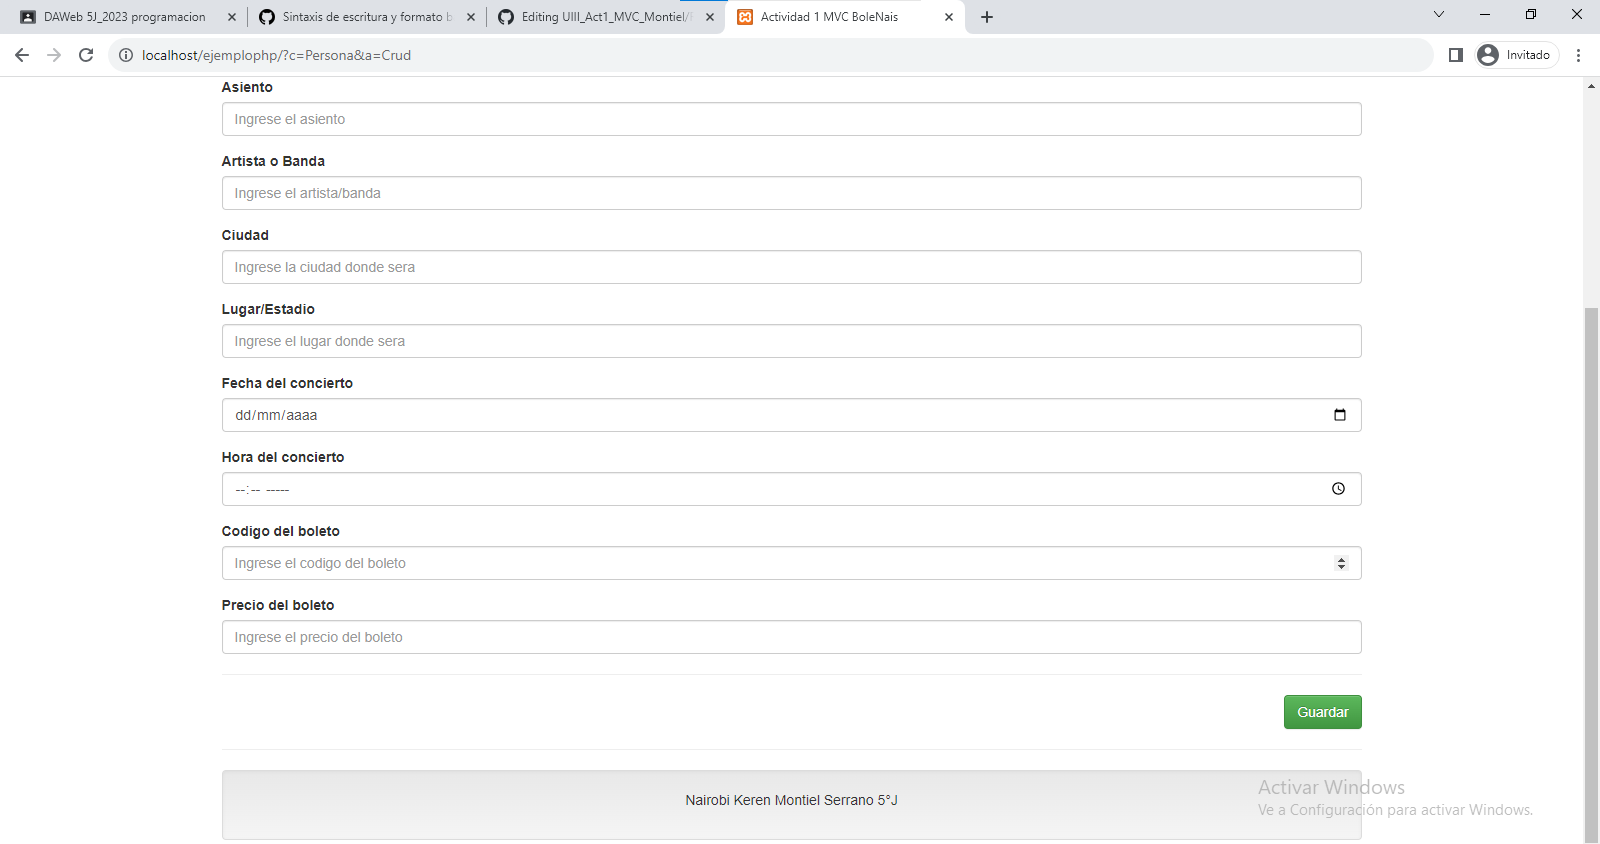 DAWeb 5J_2023 programacion
Sintaxis de escritura y formato b
Editing UIII_Act1_MVC_Montiel/
Actividad 1 MVC BoleNais
localhost/ejemplophp/?c=Persona&a=Crud
Invitado
Asiento
Ingrese el asiento
Artista o Banda
Ingrese el artista/banda
Ciudad
Ingrese la ciudad donde sera
Lugar/Estadio
Ingrese el lugar donde sera
Fecha del concierto
dd/mm/aaaa
Hora del concierto
--:-- -----
Codigo del boleto
Ingrese el codigo del boleto
Precio del boleto
Ingrese el precio del boleto
Guardar
Nairobi Keren Montiel Serrano 5°J
Activar Windows
Ve a Configuración para activar Windows.